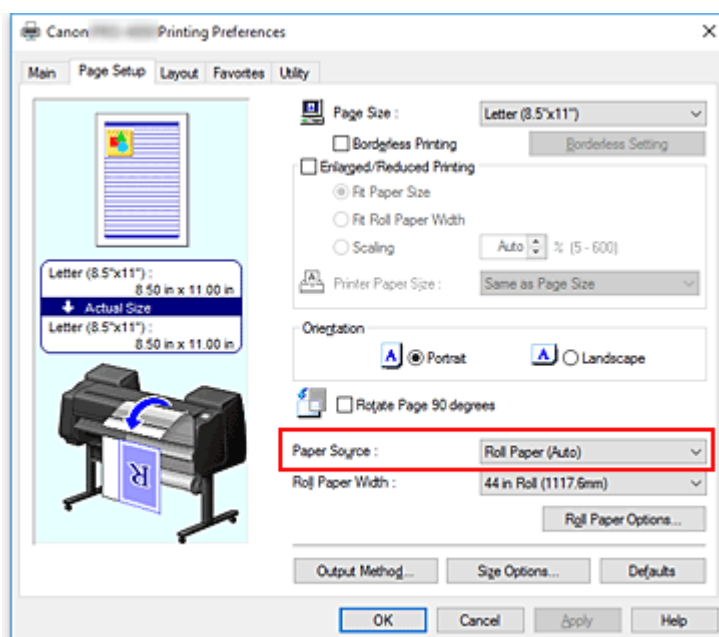 Canon Printing Preferences
Main Page Setup Layout Favorites Utility
Page Size : Letter (8.5"x11")
Borderless Printing Borderless Setting
Enlarged/Reduced Printing
Fit Paper Size
Fit Roll Paper Width
Scaling Auto % (5 - 600)
Printer Paper Size : Same as Page Size
Letter (8.5"x11") :
8.50 in x 11.00 in
Actual Size
Letter (8.5"x11") :
8.50 in x 11.00 in
Orientation
A Portrait A Landscape
Rotate Page 90 degrees
Paper Source : Roll Paper (Auto)
Roll Paper Width : 44 in Roll (1117.6mm)
R
Roll Paper Options...
Output Method... Size Options... Defaults
OK Cancel Apply Help